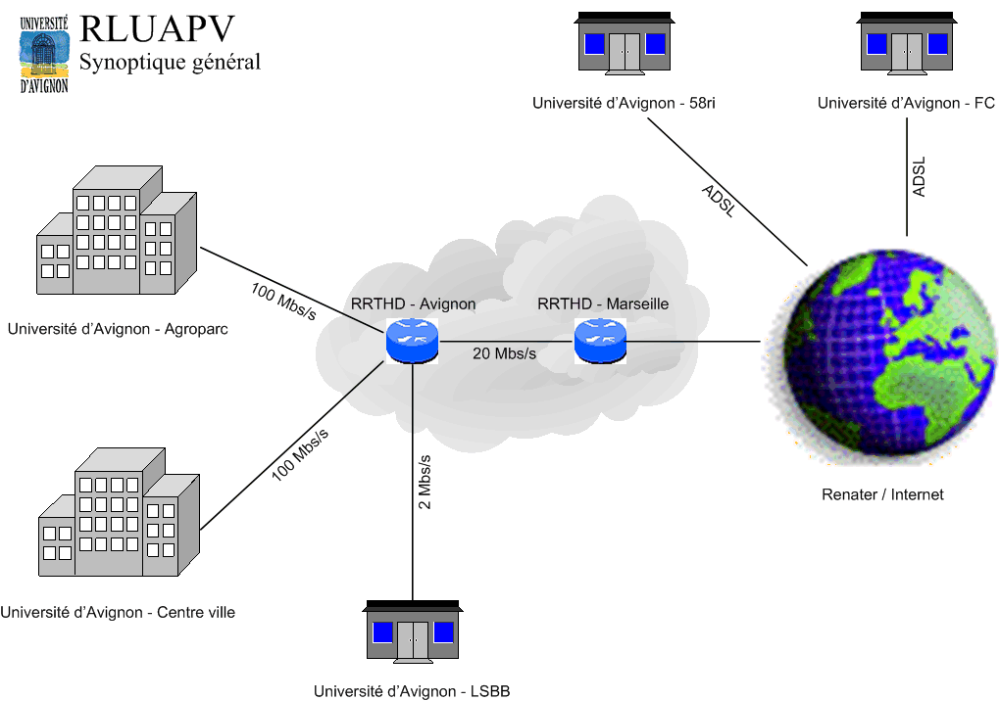 UNIVERSITÉ
D'AVIGNON
RLUAPV
Synoptique général
Université d'Avignon - 58ri
Université d'Avignon - FC
ADSL
ADSL
100 Mbs/s
RRTHD - Avignon
RRTHD - Marseille
Université d'Avignon - Agroparc
20 Mbs/s
100 Mbs/s
2 Mbs/s
Renater / Internet
Université d'Avignon - Centre ville
Université d'Avignon - LSBB